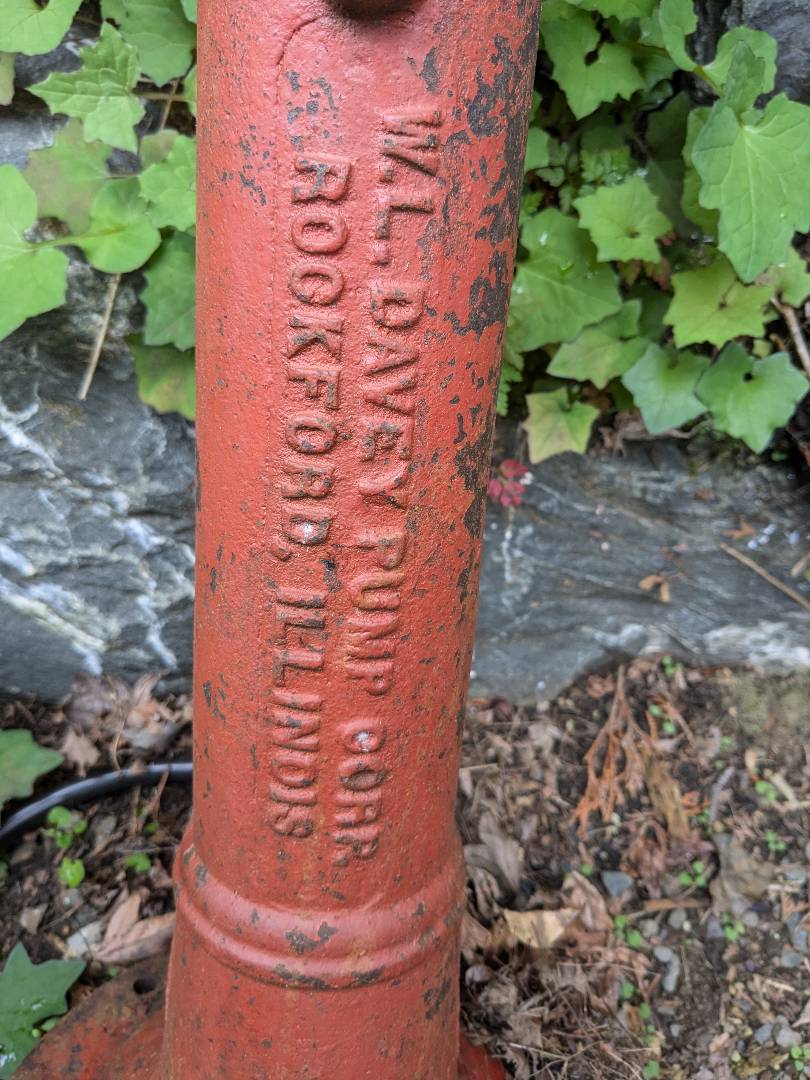 W.L. DAVEY PUMP CORP.
ROCKFORD, ILLINOIS